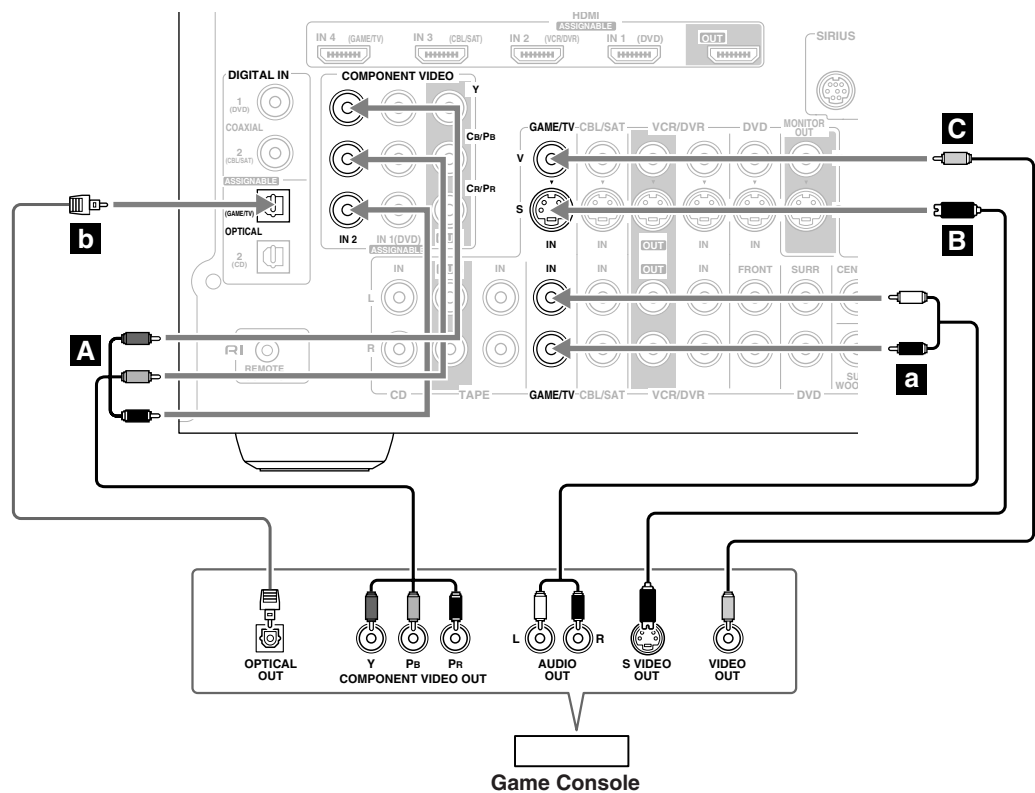 HDMI
ASSIGNABLE
IN 4 (GAME/TV) IN 3 (CBL/SAT) IN 2 (VCR/DVR) IN 1 (DVD) OUT
SIRIUS
DIGITAL IN
COMPONENT VIDEO
1
(DVD)
COAXIAL
2
(CBL/SAT)
ASSIGNABLE
(GAME/TV)
OPTICAL
2
(CD)
Y
CB/PB
CR/PR
IN 2
IN 1(DVD)
ASSIGNABLE
GAME/TV CBL/SAT VCR/DVR DVD MONITOR OUT
V
S
IN IN OUT IN IN
IN IN IN IN OUT IN FRONT SURR CEN
L
R
CD TAPE GAME/TV CBL/SAT VCR/DVR DVD
SU
WOO
RI
REMOTE
b
A
C
B
a
OPTICAL OUT
Y PB PR
COMPONENT VIDEO OUT
L R
AUDIO OUT
S VIDEO OUT
VIDEO OUT
Game Console